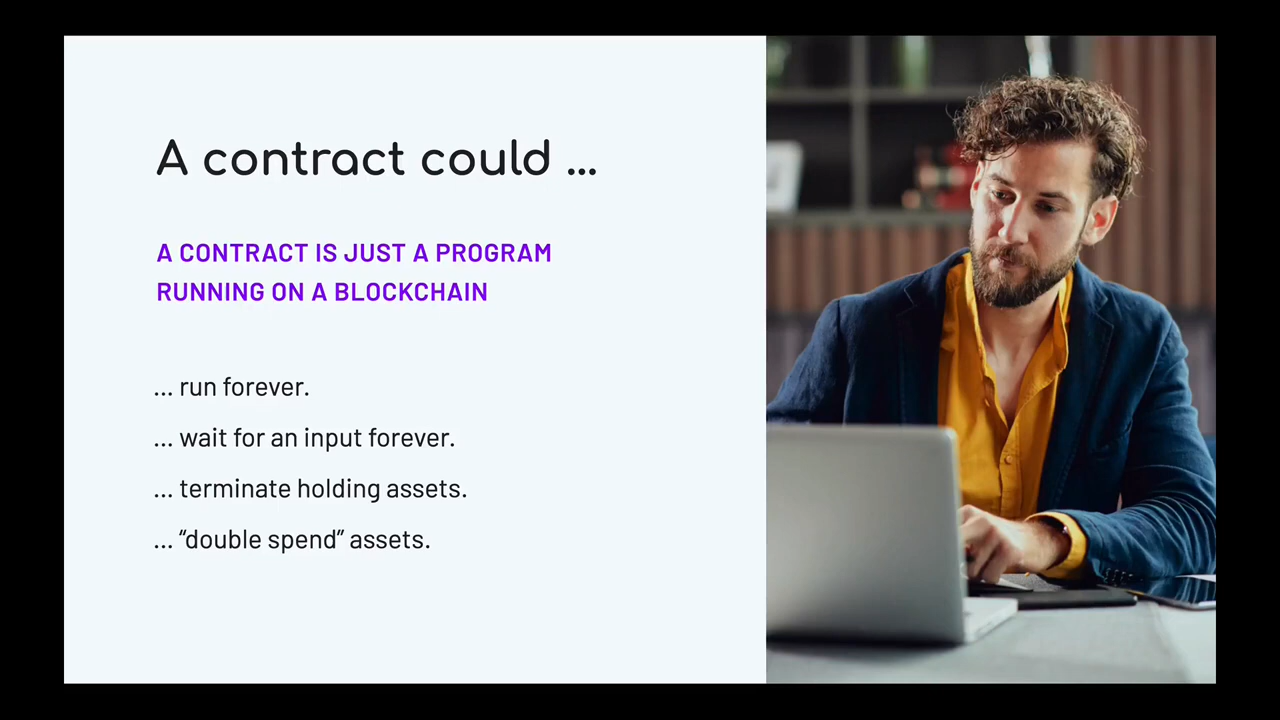 A contract could ...
A CONTRACT IS JUST A PROGRAM
RUNNING ON A BLOCKCHAIN
... run forever.
... wait for an input forever.
... terminate holding assets.
... “double spend” assets.